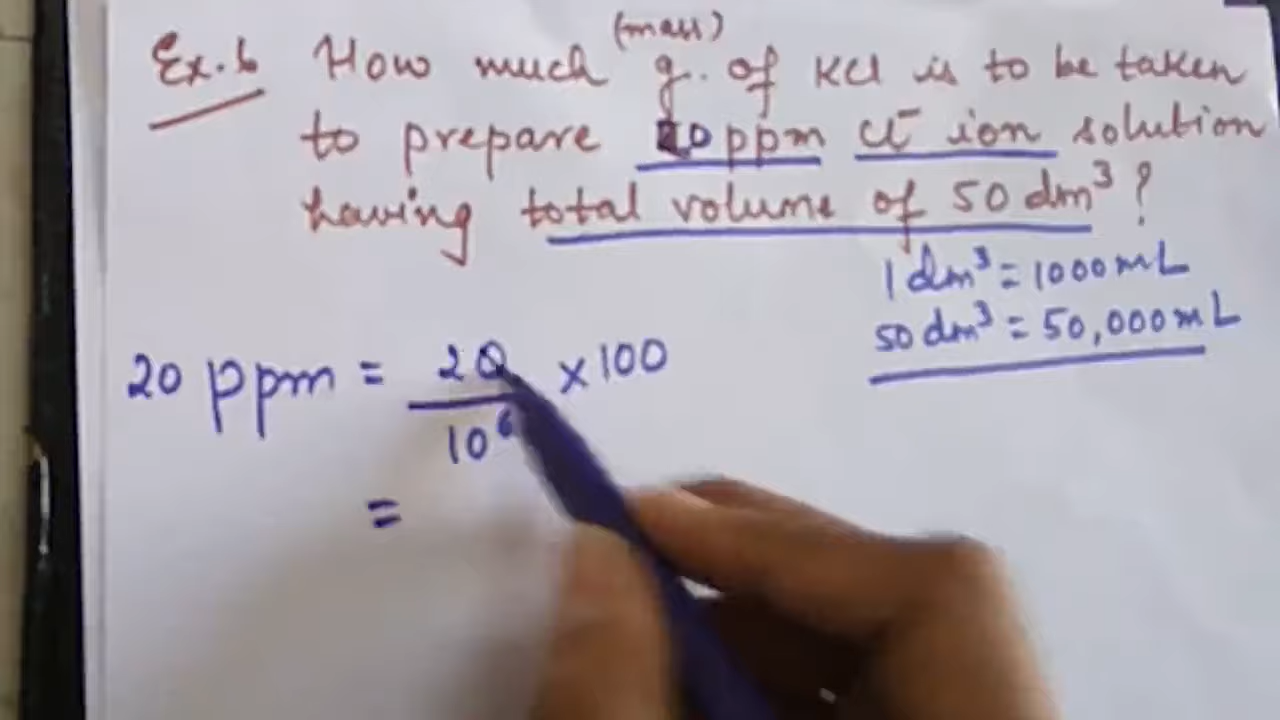 (mass)
Ex. 6 How much g. of KCl is to be taken
to prepare 20 ppm Cl⁻ ion solution
having total volume of 50 dm³ ?
1 dm³ = 1000 mL
50 dm³ = 50,000 mL
20 ppm = 20 / 10⁶ × 100
=